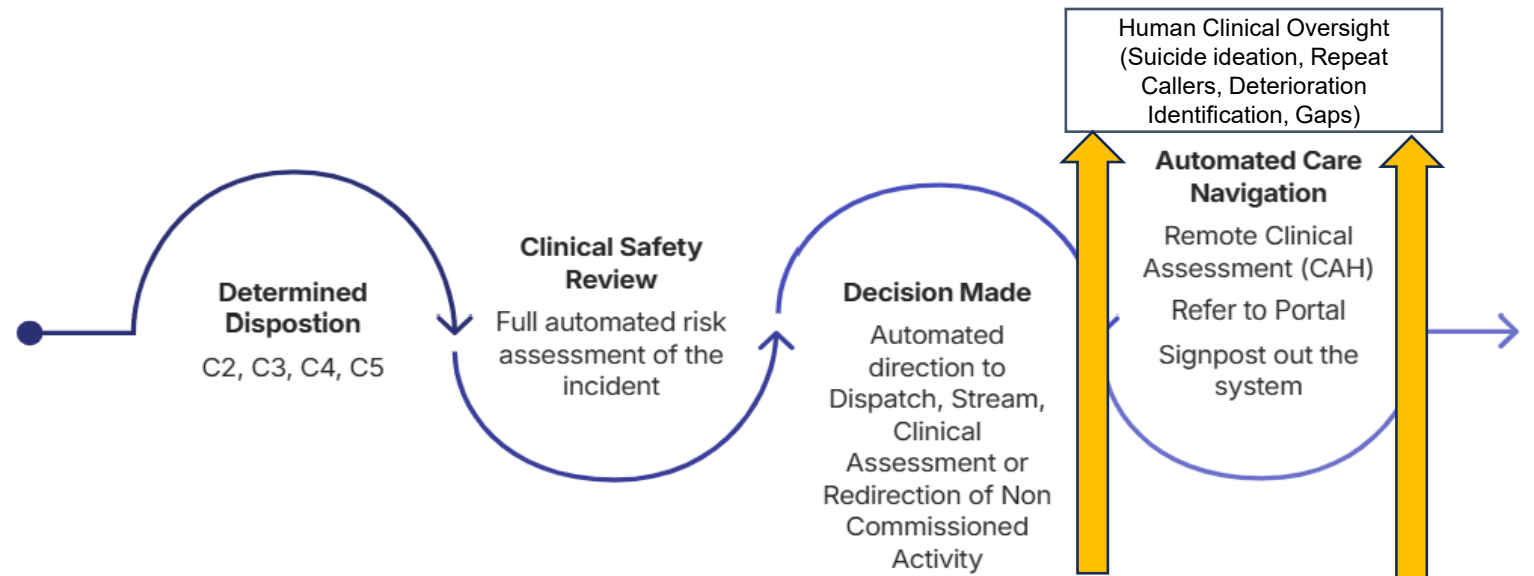 Human Clinical Oversight
(Suicide ideation, Repeat
Callers, Deterioration
Identification, Gaps)
Determined
Dispostion
C2, C3, C4, C5
Clinical Safety
Review
Full automated risk
assessment of the
incident
Decision Made
Automated
direction to
Dispatch, Stream,
Clinical
Assessment or
Redirection of Non
Commissioned
Activity
Automated Care
Navigation
Remote Clinical
Assessment (CAH)
Refer to Portal
Signpost out the
system